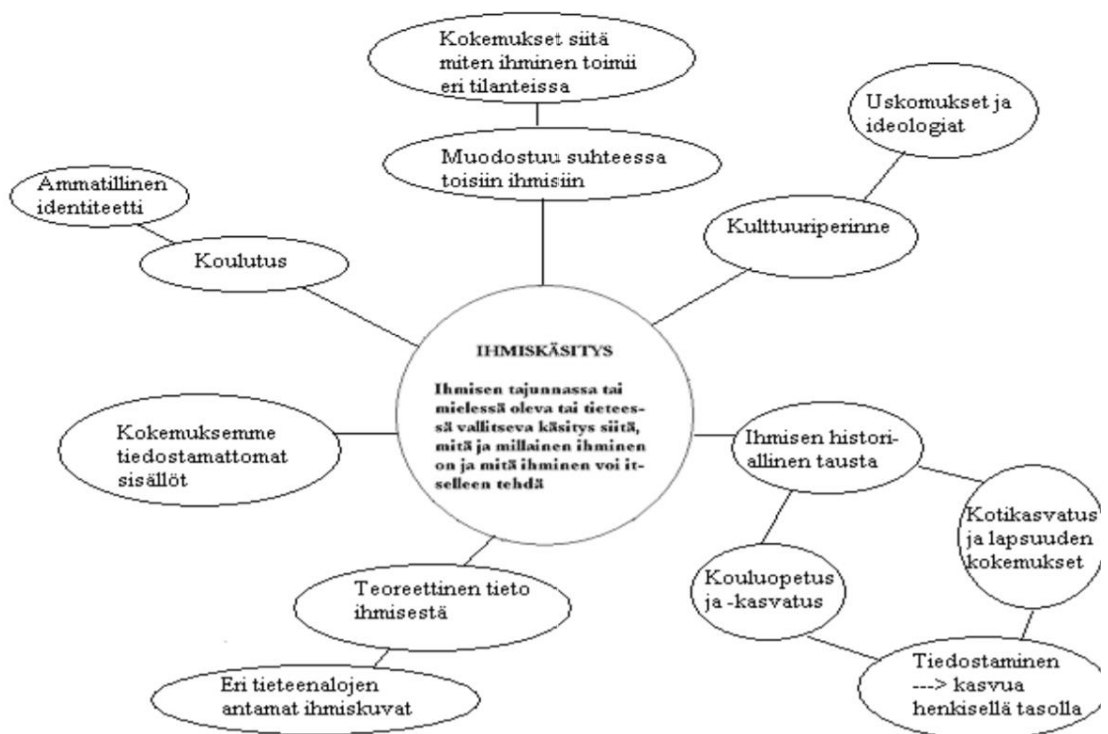 Kokemukset siitä
miten ihminen toimii
eri tilanteissa
Uskomukset ja
ideologiat
Muodostuu suhteessa
toisiin ihmisiin
Ammatillinen
identiteetti
Kulttuuriperinne
Koulutus
IHMISKÄSITYS
Ihmisen tajunnassa tai
mielessä oleva tai tietees-
sä vallitseva käsitys siitä,
mitä ja millainen ihminen
on ja mitä ihminen voi it-
selleen tehdä
Kokemuksemme
tiedostamattomat
sisällöt
Ihmisen histori-
allinen tausta
Kotikasvatus
ja lapsuuden
kokemukset
Kouluopetus
ja -kasvatus
Teoreettinen tieto
ihmisestä
Eri tieteenalojen
antamat ihmiskuvat
Tiedostaminen
---> kasvua
henkisellä tasolla